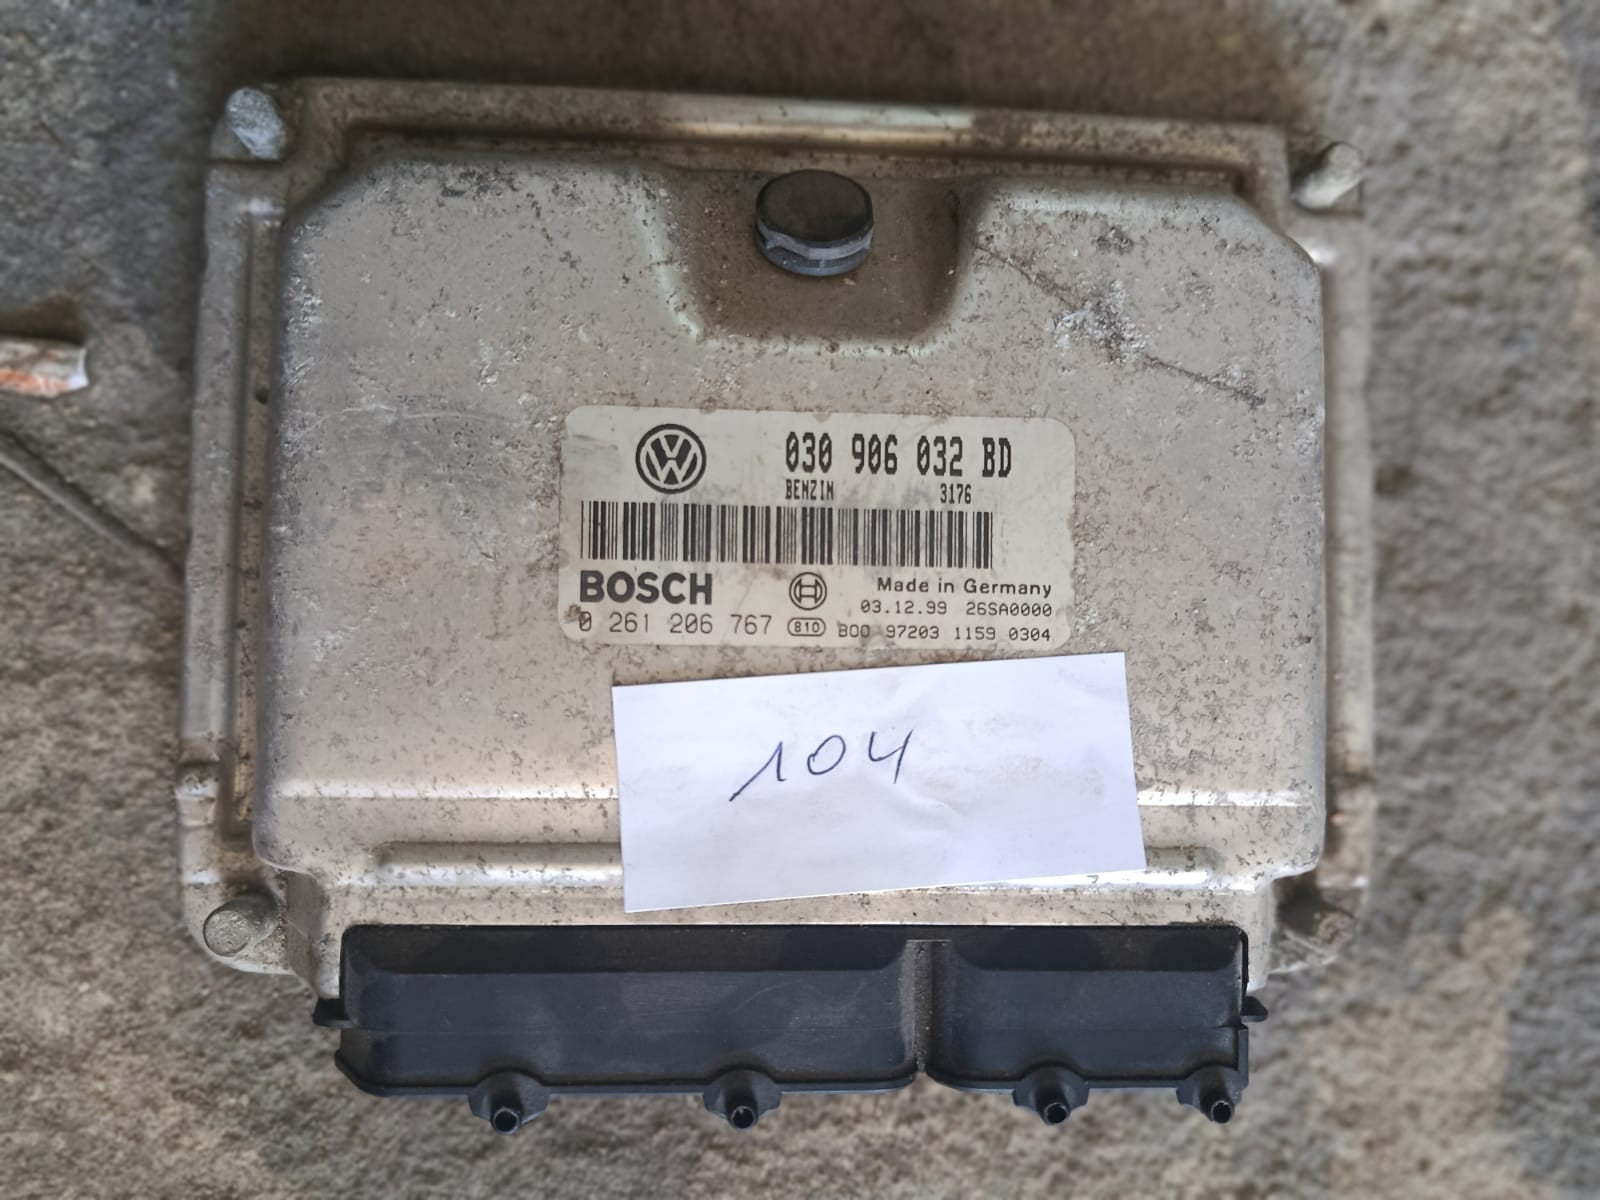 030 906 032 BD
BENZIN 3176
BOSCH Made in Germany
03.12.99 26SA0000
0 261 206 767 810 B00 97203 1159 0304
104